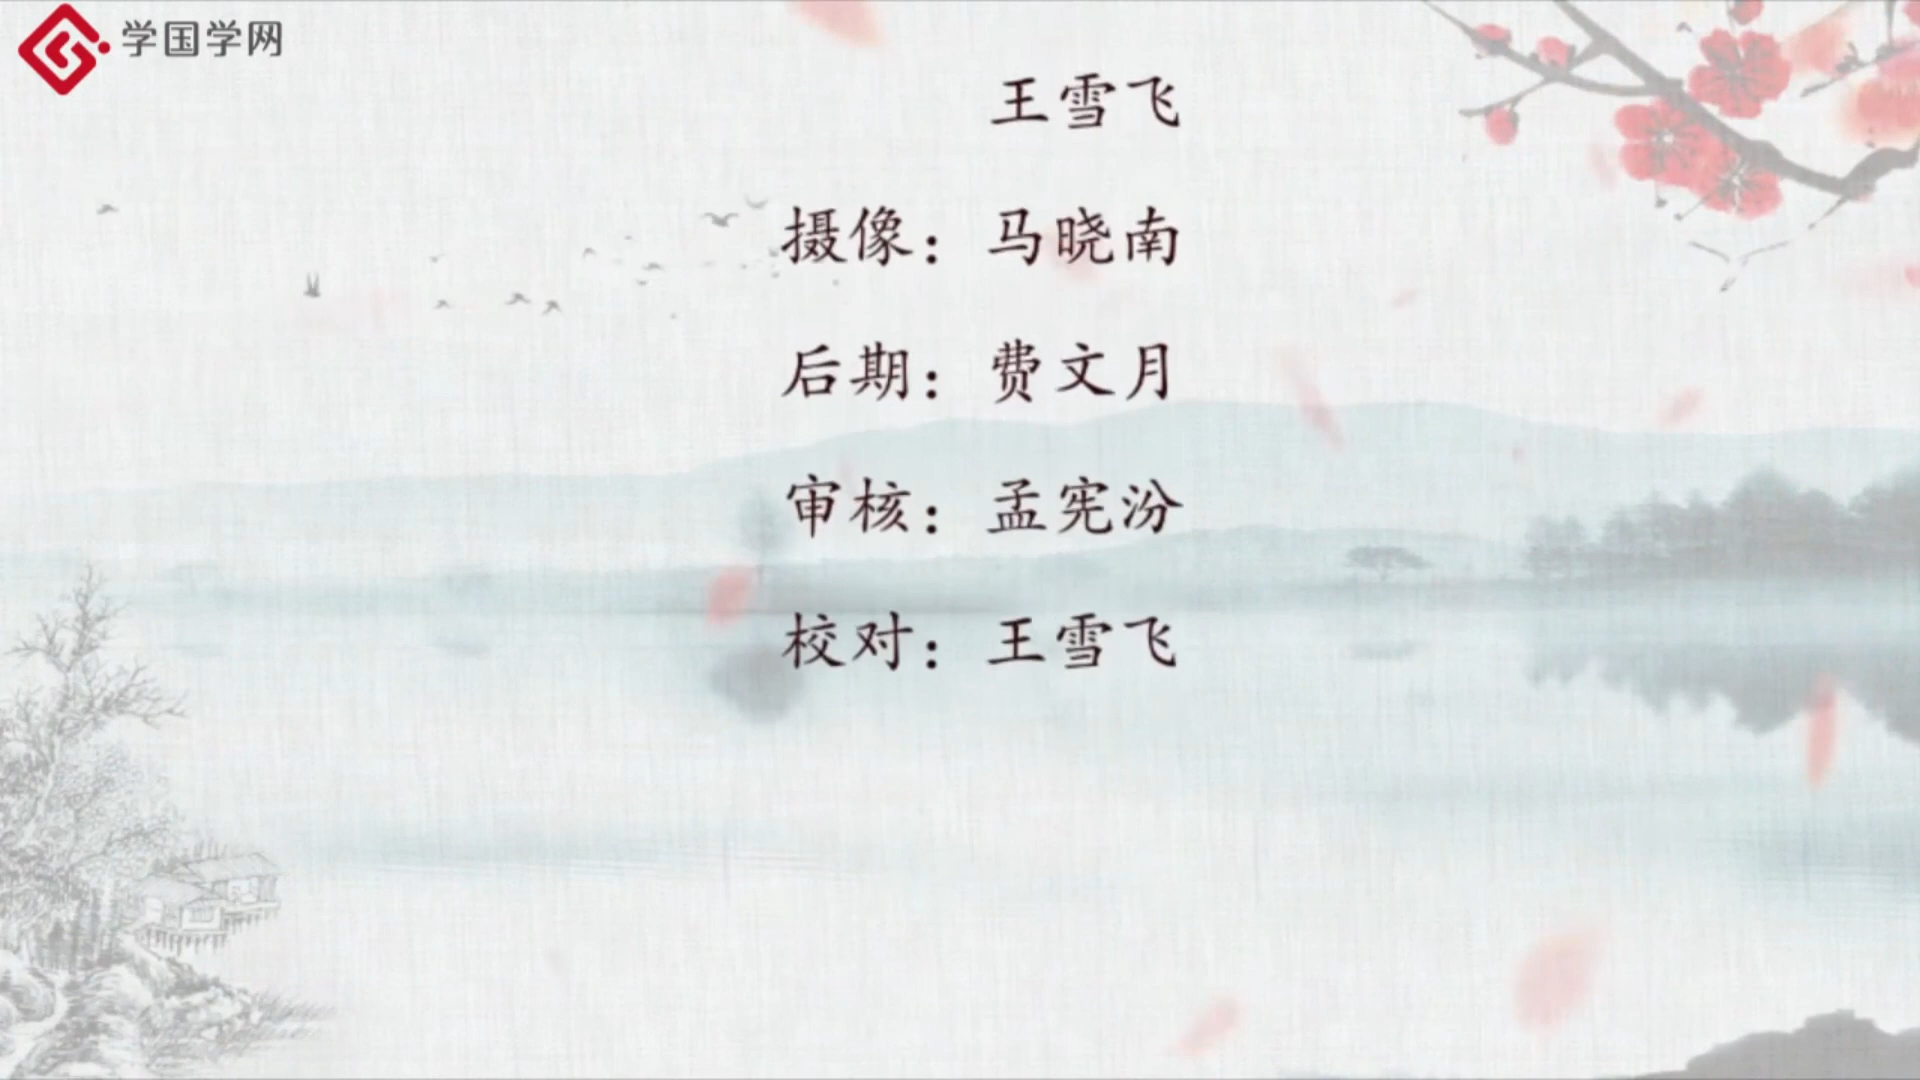 学国学网
王雪飞
摄像：马晓南
后期：费文月
审核：孟宪汾
校对：王雪飞